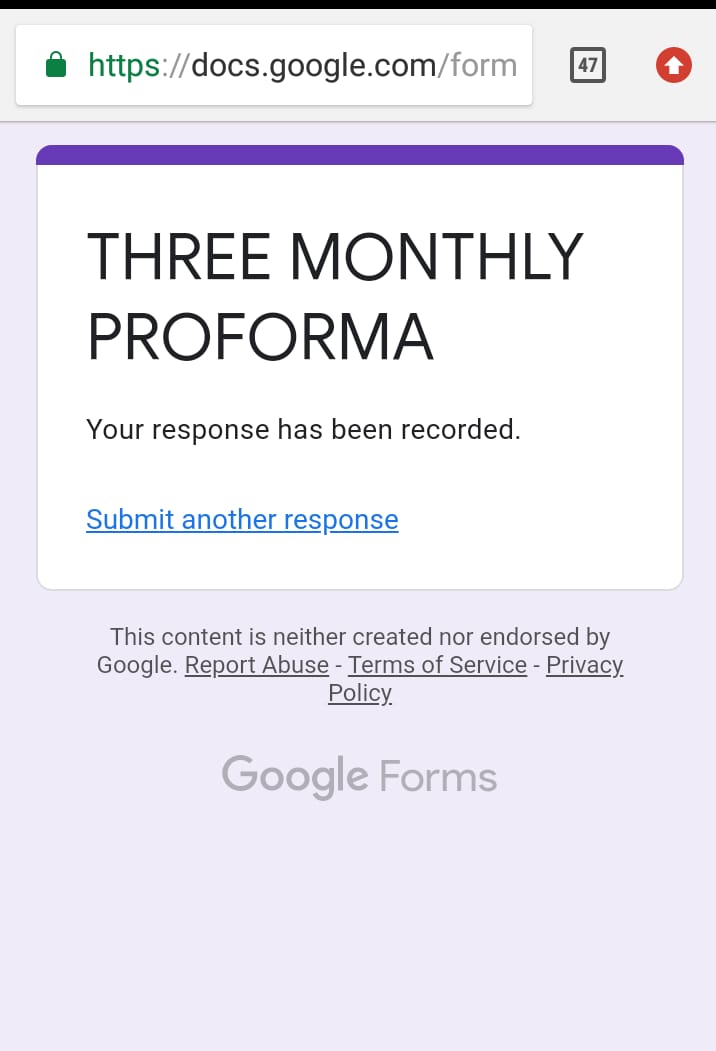 https://docs.google.com/form
47
THREE MONTHLY
PROFORMA
Your response has been recorded.
Submit another response
This content is neither created nor endorsed by
Google. Report Abuse - Terms of Service - Privacy
Policy
Google Forms